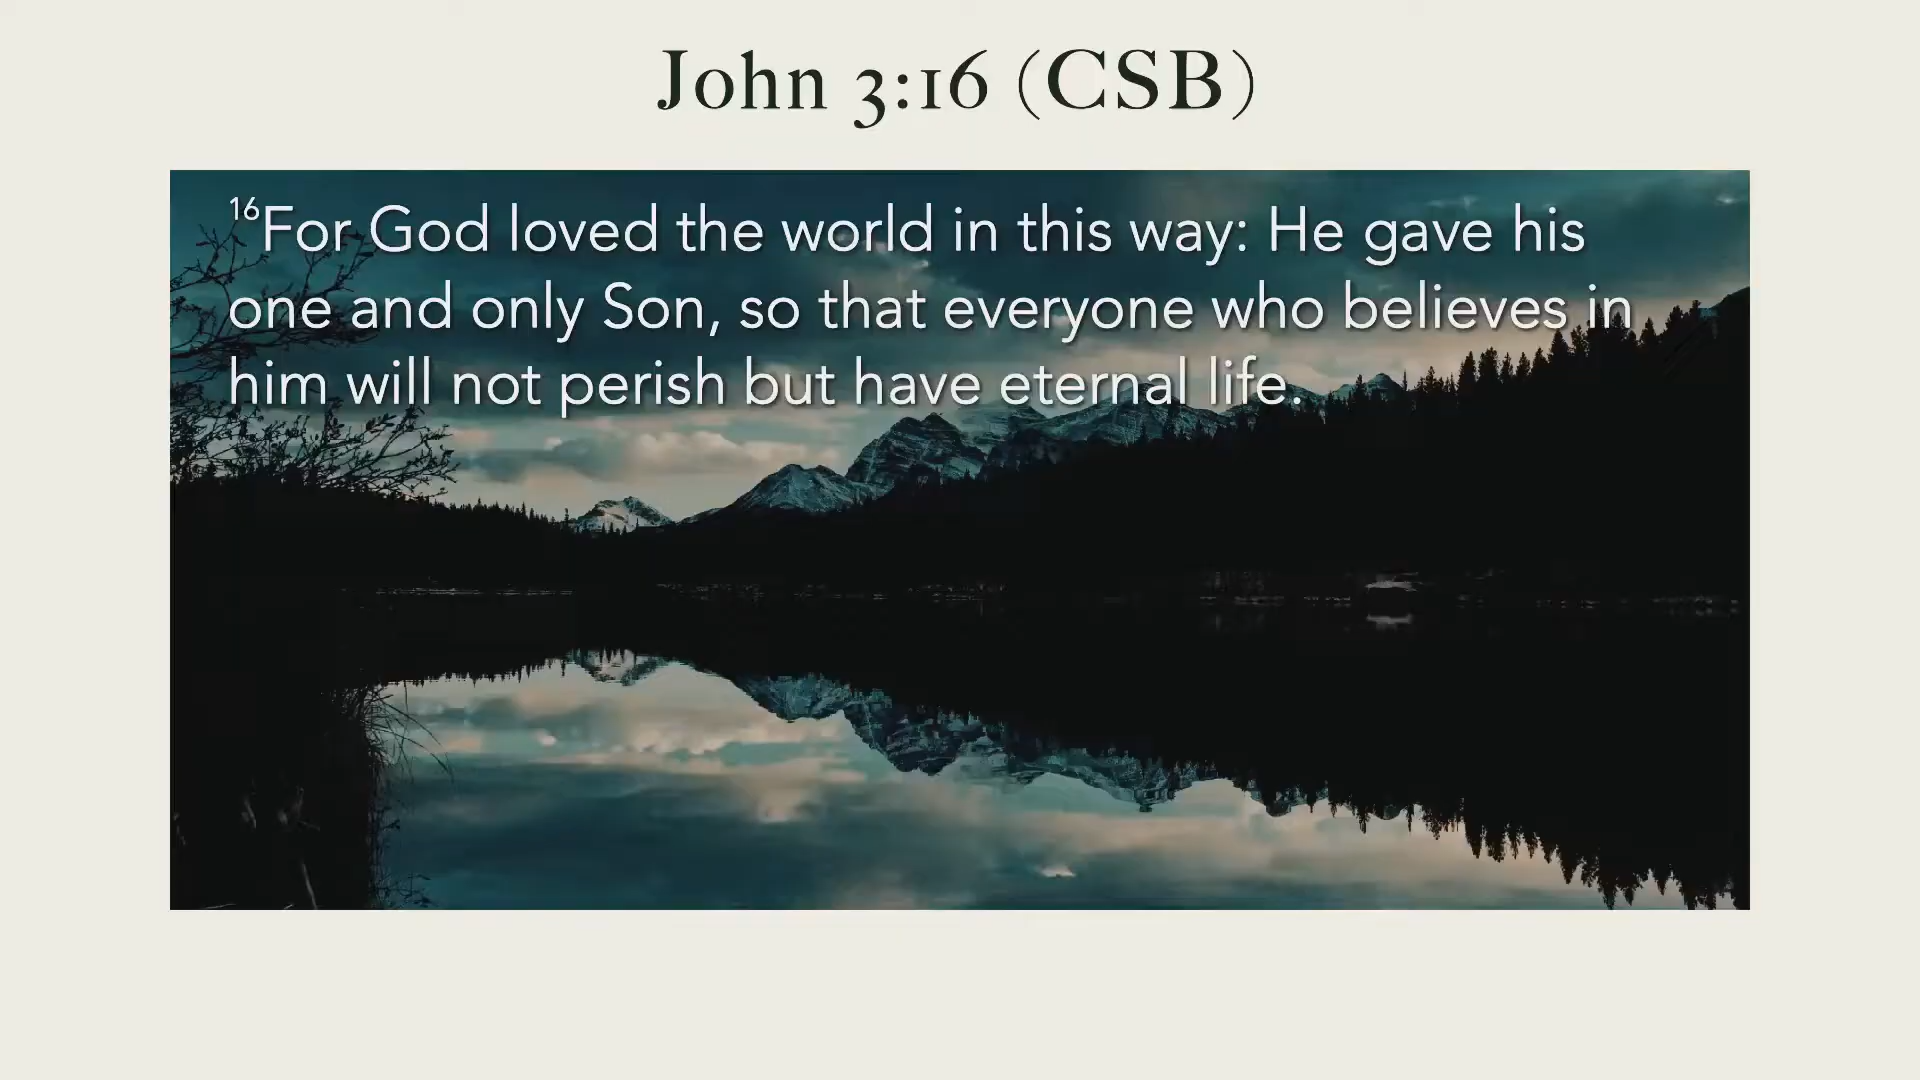 John 3:16 (CSB)
16For God loved the world in this way: He gave his
one and only Son, so that everyone who believes in
him will not perish but have eternal life.